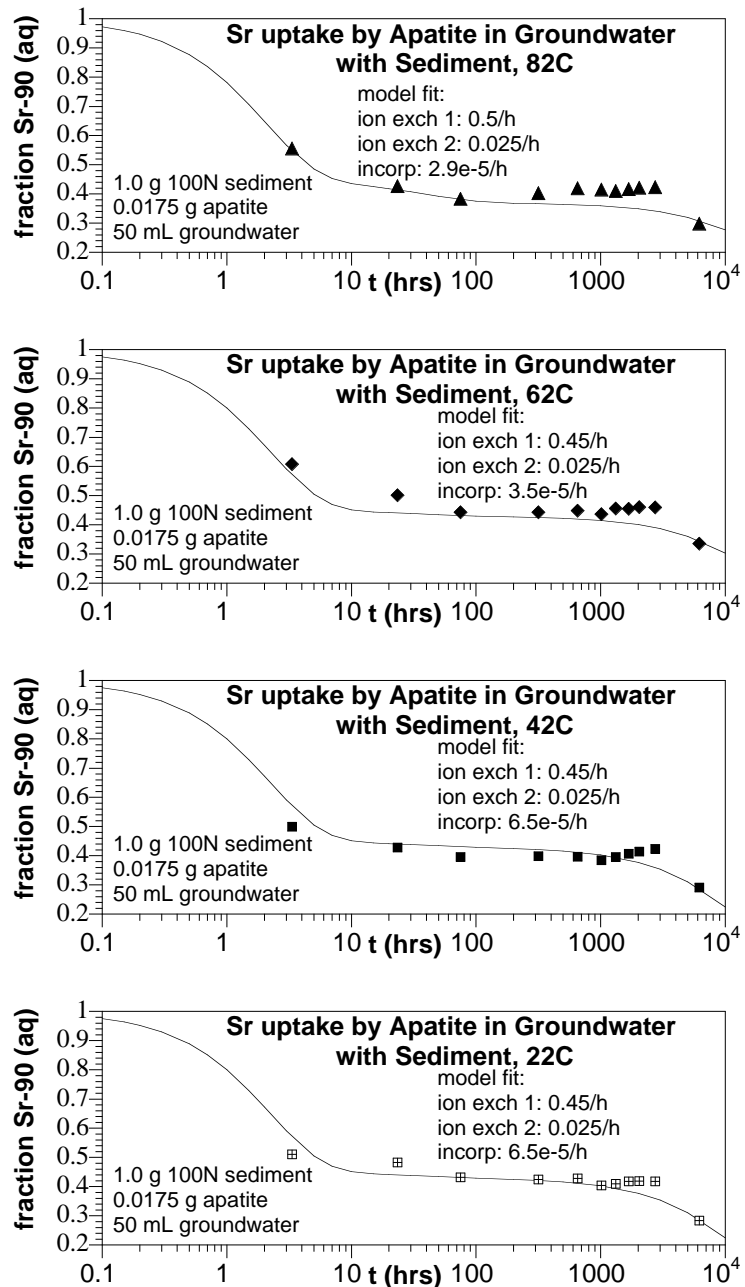 Sr uptake by Apatite in Groundwater
with Sediment, 82C
model fit:
ion exch 1: 0.5/h
ion exch 2: 0.025/h
incorp: 2.9e-5/h
1.0 g 100N sediment
0.0175 g apatite
50 mL groundwater
fraction Sr-90 (aq)
1
0.9
0.8
0.7
0.6
0.5
0.4
0.3
0.2
0.1 1 10 100 1000 10⁴
t (hrs)
Sr uptake by Apatite in Groundwater
with Sediment, 62C
model fit:
ion exch 1: 0.45/h
ion exch 2: 0.025/h
incorp: 3.5e-5/h
1.0 g 100N sediment
0.0175 g apatite
50 mL groundwater
fraction Sr-90 (aq)
1
0.9
0.8
0.7
0.6
0.5
0.4
0.3
0.2
0.1 1 10 100 1000 10⁴
t (hrs)
Sr uptake by Apatite in Groundwater
with Sediment, 42C
model fit:
ion exch 1: 0.45/h
ion exch 2: 0.025/h
incorp: 6.5e-5/h
1.0 g 100N sediment
0.0175 g apatite
50 mL groundwater
fraction Sr-90 (aq)
1
0.9
0.8
0.7
0.6
0.5
0.4
0.3
0.2
0.1 1 10 100 1000 10⁴
t (hrs)
Sr uptake by Apatite in Groundwater
with Sediment, 22C
model fit:
ion exch 1: 0.45/h
ion exch 2: 0.025/h
incorp: 6.5e-5/h
1.0 g 100N sediment
0.0175 g apatite
50 mL groundwater
fraction Sr-90 (aq)
1
0.9
0.8
0.7
0.6
0.5
0.4
0.3
0.2
0.1 1 10 100 1000 10⁴
t (hrs)